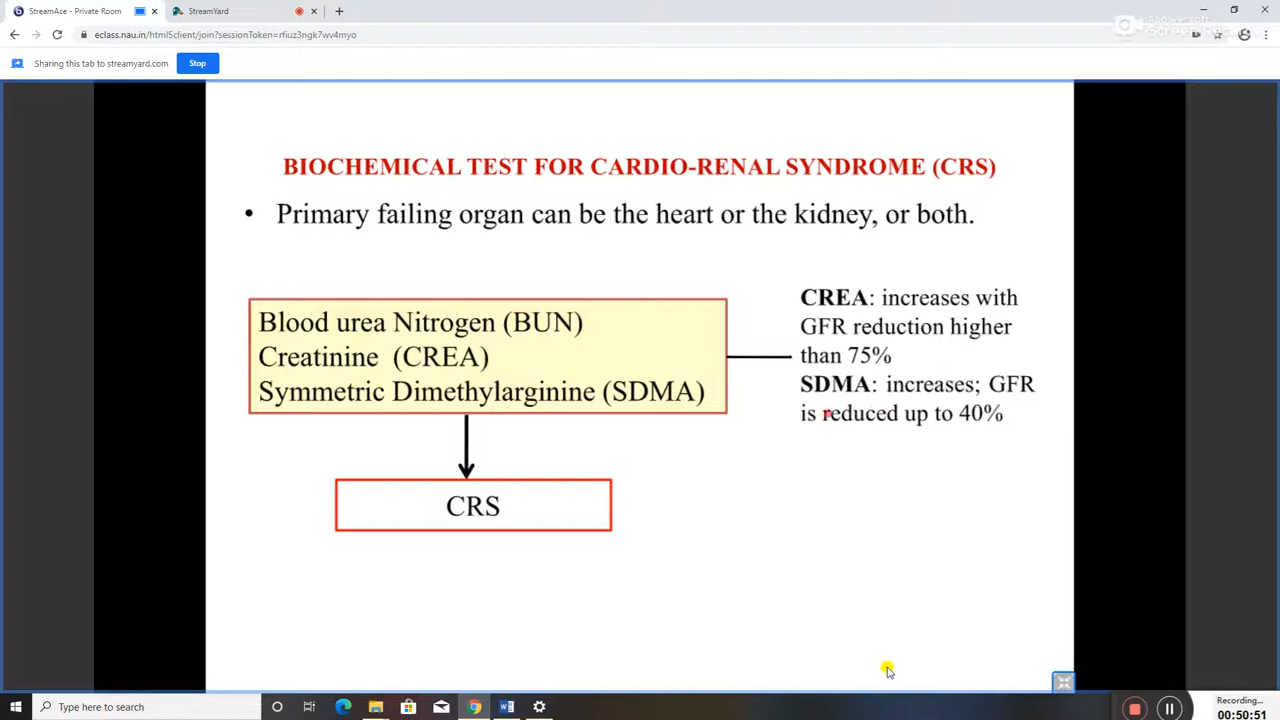 StreamAce - Private Room
StreamYard
eclass.nau.in/html5client/join?sessionToken=rfiuz3ngk7wv4myo
Sharing this tab to streamyard.com
Stop
BIOCHEMICAL TEST FOR CARDIO-RENAL SYNDROME (CRS)
• Primary failing organ can be the heart or the kidney, or both.
Blood urea Nitrogen (BUN)
Creatinine (CREA)
Symmetric Dimethylarginine (SDMA)
CREA: increases with
GFR reduction higher
than 75%
SDMA: increases; GFR
is reduced up to 40%
CRS
Type here to search
Recording...
00:50:51